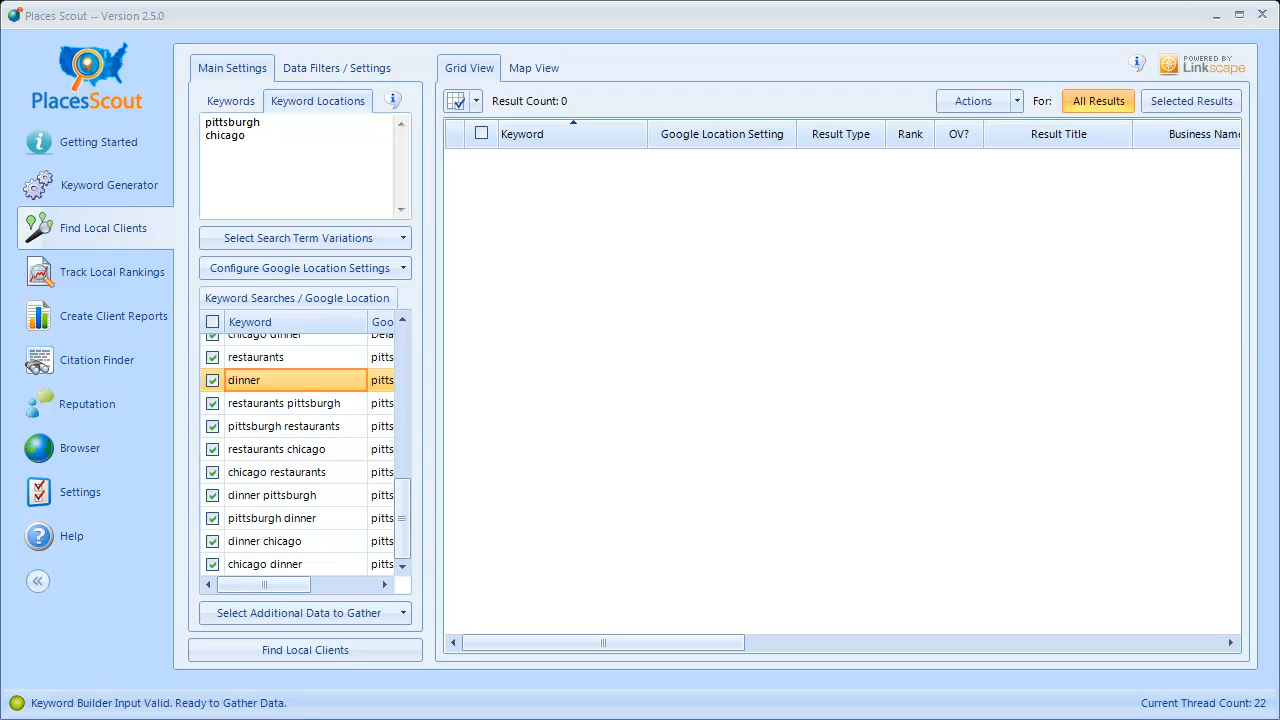 Places Scout -- Version 2.5.0
PlacesScout
Getting Started
Keyword Generator
Find Local Clients
Track Local Rankings
Create Client Reports
Citation Finder
Reputation
Browser
Settings
Help
Main Settings
Data Filters / Settings
Keywords
Keyword Locations
pittsburgh
chicago
Select Search Term Variations
Configure Google Location Settings
Keyword Searches / Google Location
Keyword Goo
chicago dinner Defa
restaurants pitts
dinner pitts
restaurants pittsburgh pitts
pittsburgh restaurants pitts
restaurants chicago pitts
chicago restaurants pitts
dinner pittsburgh pitts
pittsburgh dinner pitts
dinner chicago pitts
chicago dinner pitts
Select Additional Data to Gather
Find Local Clients
Grid View
Map View
POWERED BY
Linkscape
Result Count: 0
Actions
For:
All Results
Selected Results
Keyword Google Location Setting Result Type Rank OV? Result Title Business Name
Keyword Builder Input Valid. Ready to Gather Data.
Current Thread Count: 22